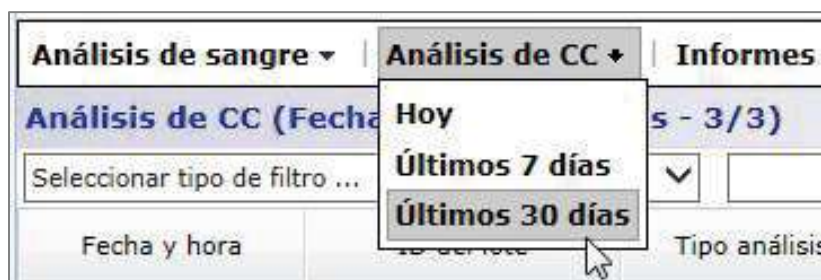 Análisis de sangre | Análisis de CC | Informes
Análisis de CC (Fecha s - 3/3)
Hoy
Últimos 7 días
Seleccionar tipo de filtro ...
Últimos 30 días
Fecha y hora Tipo análisis